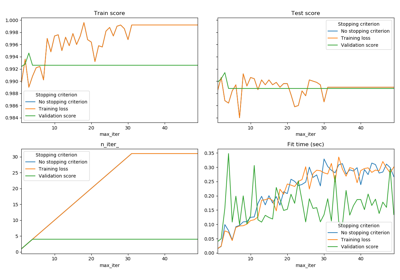 Train score
Test score
1.000
0.998
0.996
0.994
0.992
0.990
0.988
0.986
0.984
Stopping criterion
No stopping criterion
Training loss
Validation score
Stopping criterion
No stopping criterion
Training loss
Validation score
10
20
30
40
max_iter
10
20
30
40
max_iter
n_iter_
Fit time (sec)
30
25
20
15
10
5
0
Stopping criterion
No stopping criterion
Training loss
Validation score
0.35
0.30
0.25
0.20
0.15
0.10
0.05
0.00
Stopping criterion
No stopping criterion
Training loss
Validation score
10
20
30
40
max_iter
10
20
30
40
max_iter